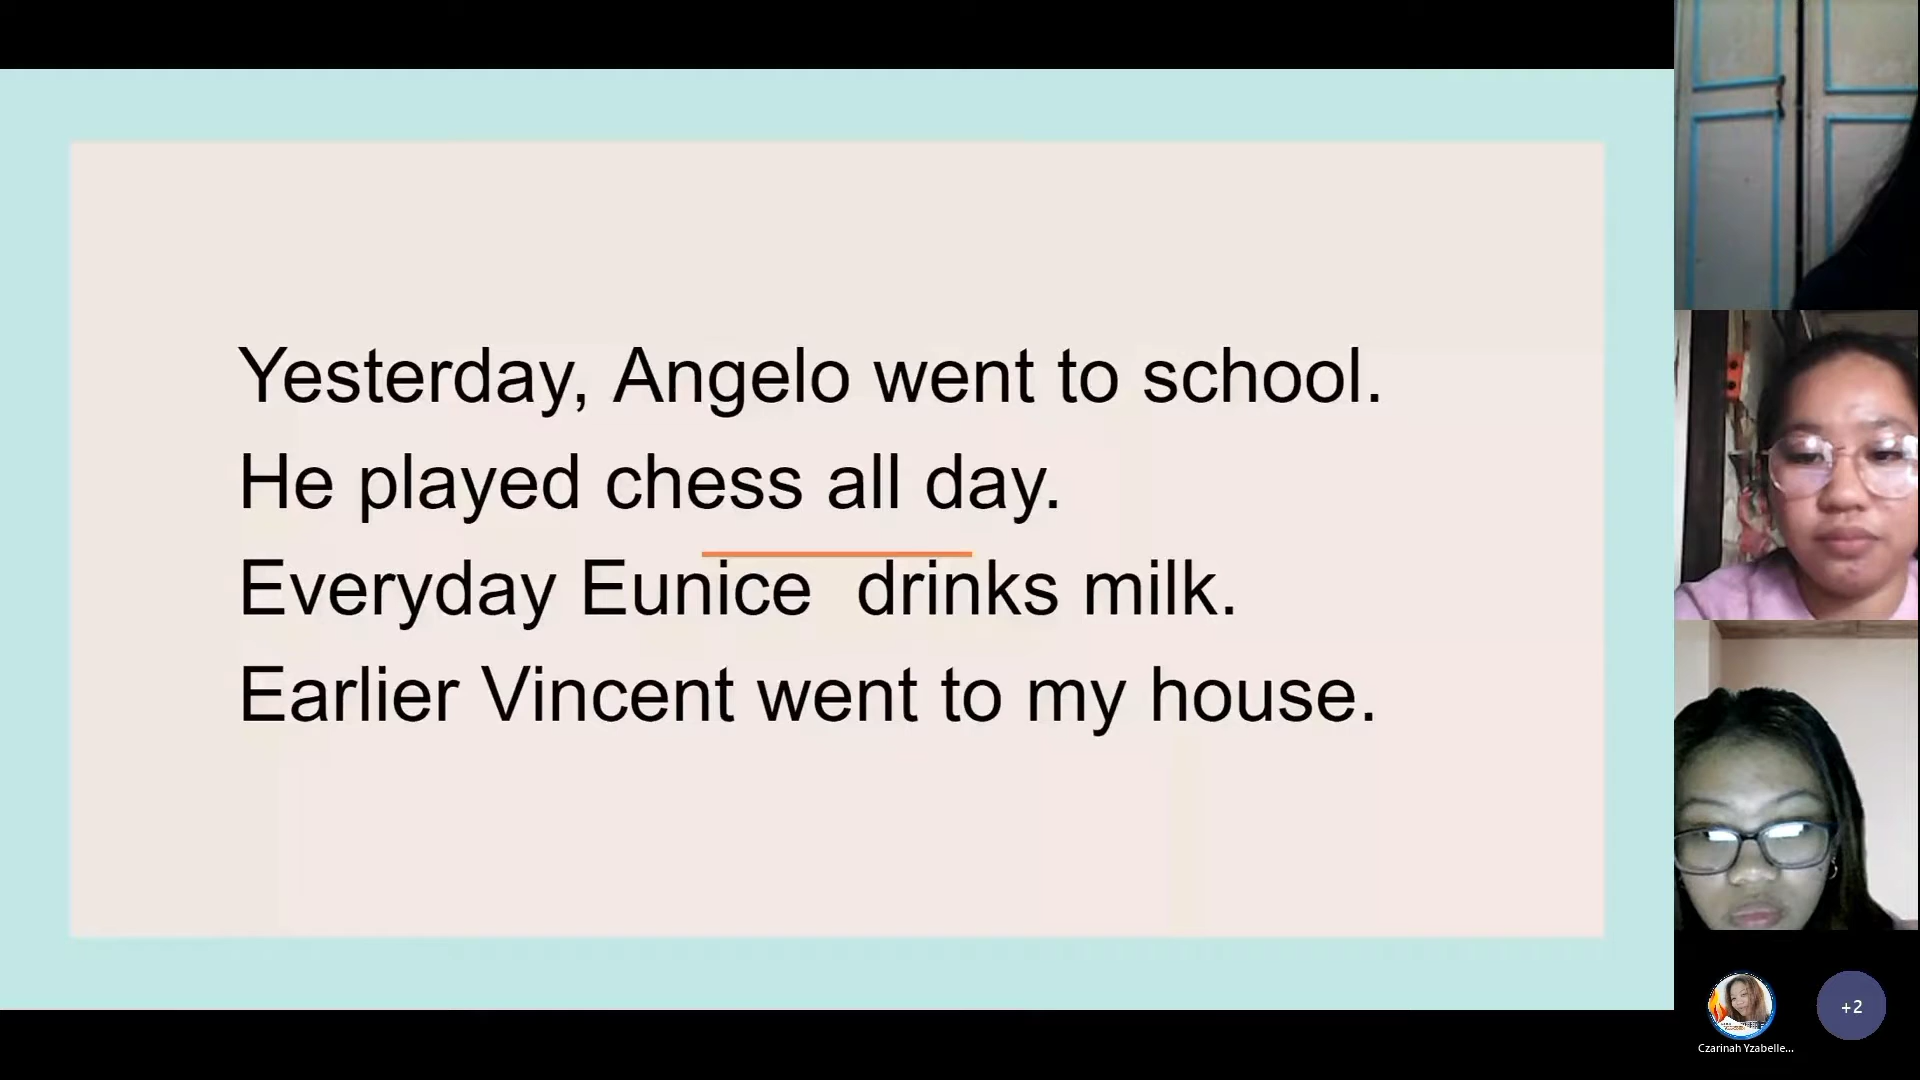 Yesterday, Angelo went to school.
He played chess all day.
Everyday Eunice  drinks milk.
Earlier Vincent went to my house.
+2
Czarinah Yzabelle...